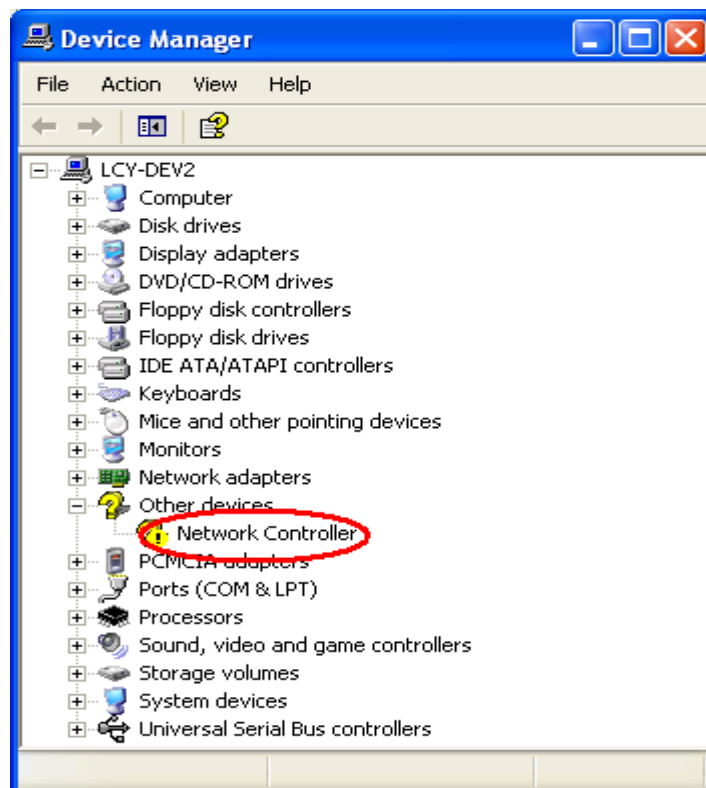 Device Manager
File Action View Help
LCY-DEV2
Computer
Disk drives
Display adapters
DVD/CD-ROM drives
Floppy disk controllers
Floppy disk drives
IDE ATA/ATAPI controllers
Keyboards
Mice and other pointing devices
Monitors
Network adapters
Other devices
Network Controller
PCMCIA adapters
Ports (COM & LPT)
Processors
Sound, video and game controllers
Storage volumes
System devices
Universal Serial Bus controllers